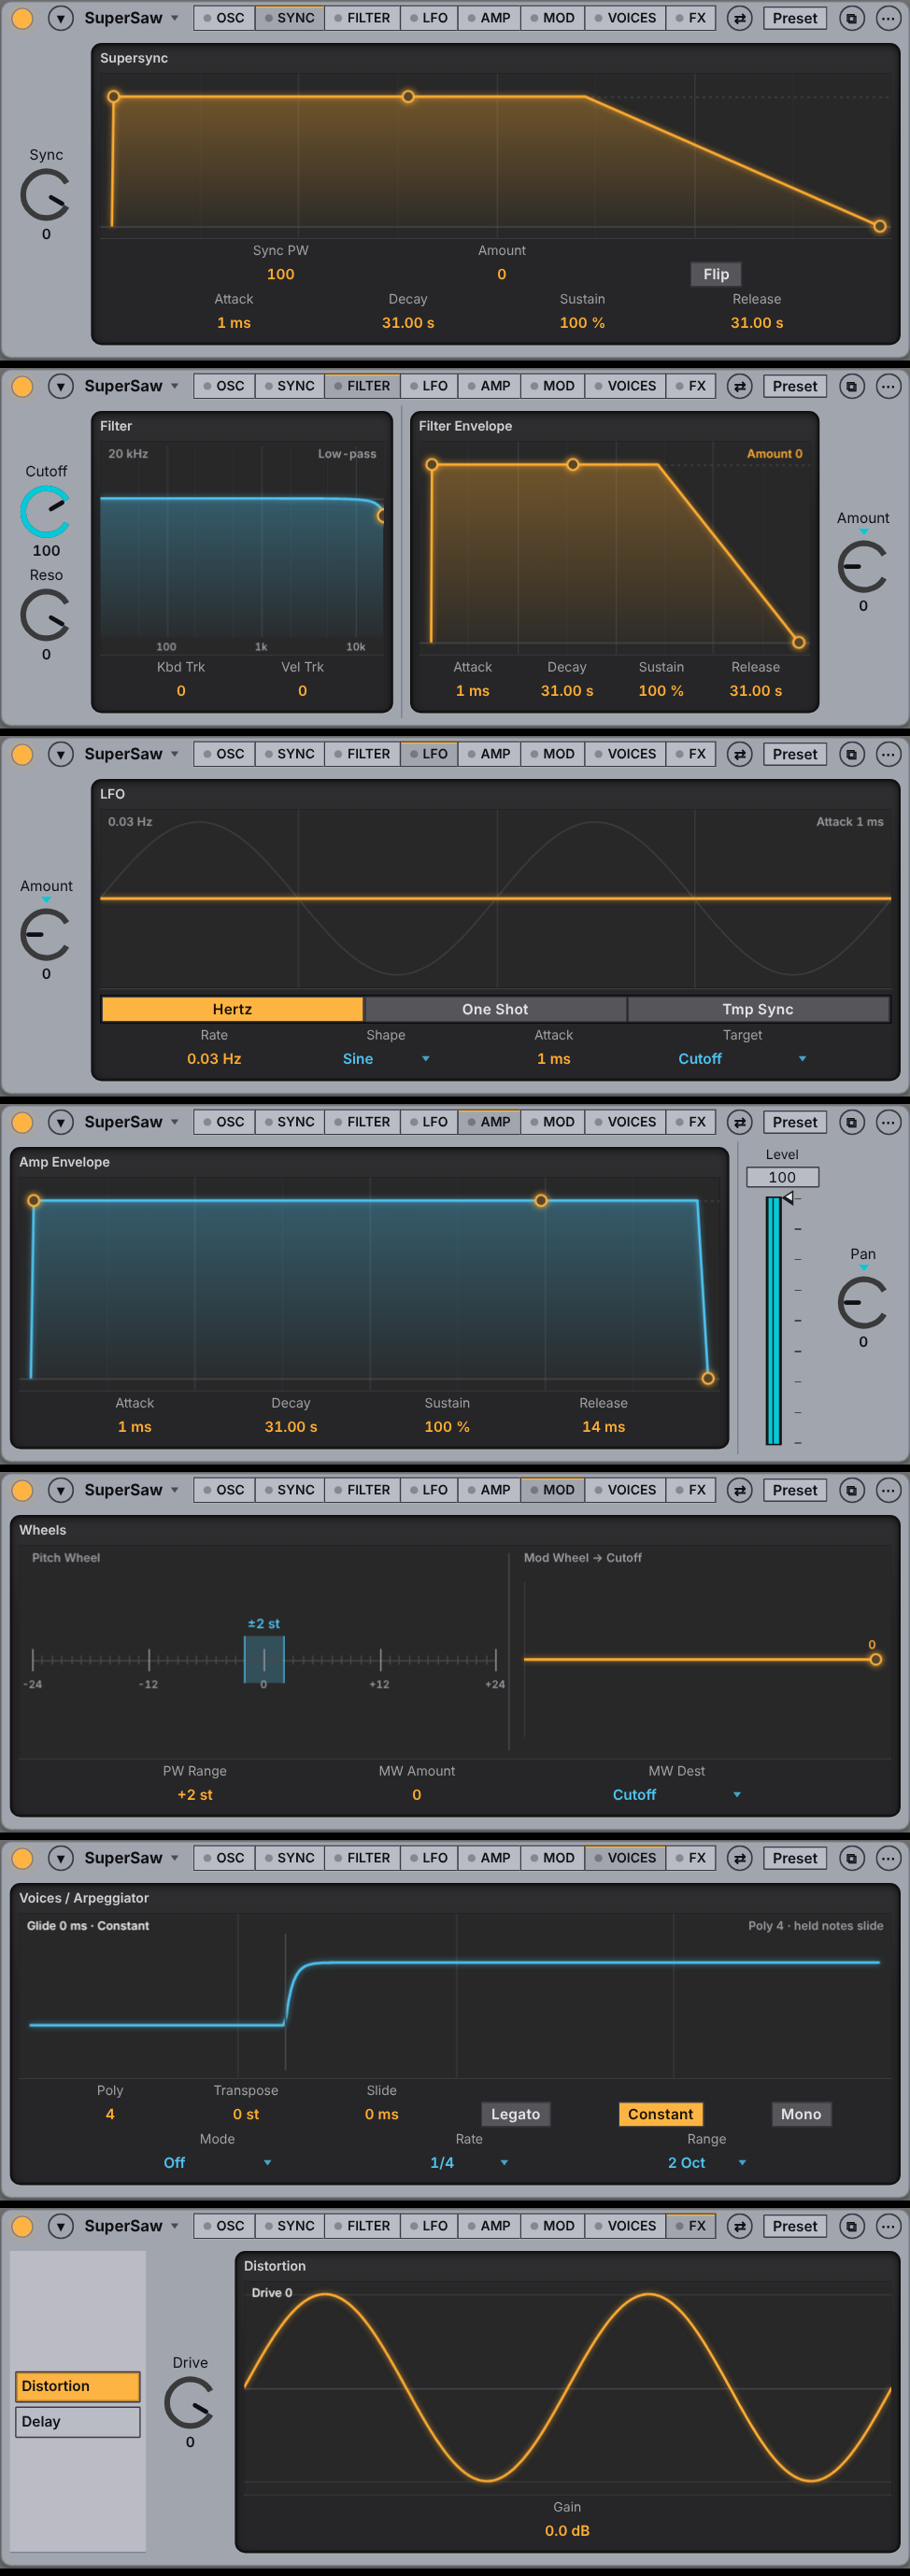 SuperSaw OSC SYNC FILTER LFO AMP MOD VOICES FX Preset
Supersync
Sync
0
Sync PW Amount
100 0 Flip
Attack Decay Sustain Release
1 ms 31.00 s 100 % 31.00 s
SuperSaw OSC SYNC FILTER LFO AMP MOD VOICES FX Preset
Cutoff
100
Reso
0
Filter
20 kHz Low-pass
100 1k 10k
Kbd Trk Vel Trk
0 0
Filter Envelope
Amount 0
Attack Decay Sustain Release
1 ms 31.00 s 100 % 31.00 s
Amount
0
SuperSaw OSC SYNC FILTER LFO AMP MOD VOICES FX Preset
Amount
0
LFO
0.03 Hz Attack 1 ms
Hertz One Shot Tmp Sync
Rate Shape Attack Target
0.03 Hz Sine 1 ms Cutoff
SuperSaw OSC SYNC FILTER LFO AMP MOD VOICES FX Preset
Amp Envelope
Attack Decay Sustain Release
1 ms 31.00 s 100 % 14 ms
Level
100
Pan
0
SuperSaw OSC SYNC FILTER LFO AMP MOD VOICES FX Preset
Wheels
Pitch Wheel
±2 st
-24 -12 0 +12 +24
Mod Wheel → Cutoff
0
PW Range MW Amount MW Dest
+2 st 0 Cutoff
SuperSaw OSC SYNC FILTER LFO AMP MOD VOICES FX Preset
Voices / Arpeggiator
Glide 0 ms · Constant Poly 4 · held notes slide
Poly Transpose Slide
4 0 st 0 ms Legato Constant Mono
Mode Rate Range
Off 1/4 2 Oct
SuperSaw OSC SYNC FILTER LFO AMP MOD VOICES FX Preset
Distortion
Delay
Drive
0
Distortion
Drive 0
Gain
0.0 dB